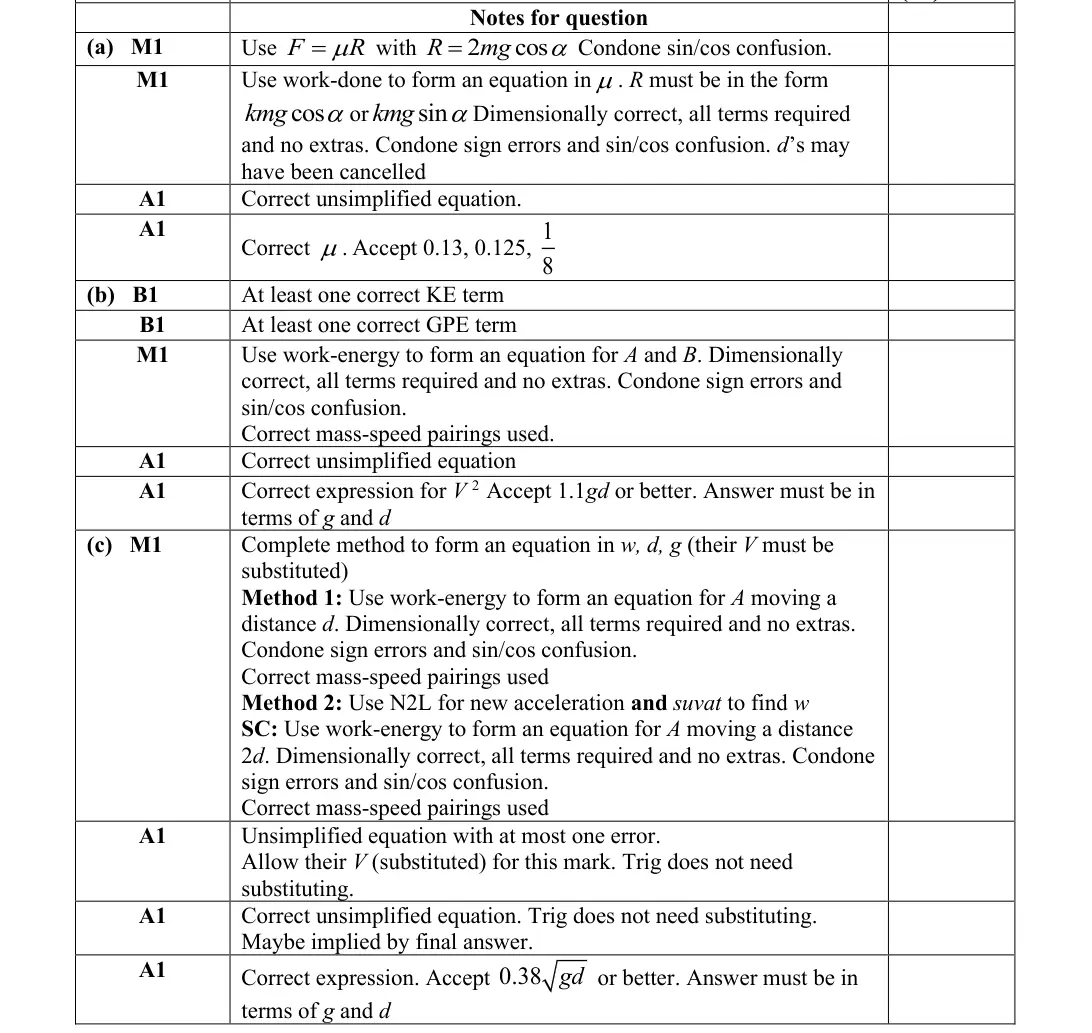 Notes for question
(a) M1 Use F = μR with R = 2mg cos α Condone sin/cos confusion.
M1 Use work-done to form an equation in μ . R must be in the form
kmg cos α or kmg sin α Dimensionally correct, all terms required
and no extras. Condone sign errors and sin/cos confusion. d’s may
have been cancelled
A1 Correct unsimplified equation.
A1 Correct μ . Accept 0.13, 0.125, 1/8
(b) B1 At least one correct KE term
B1 At least one correct GPE term
M1 Use work-energy to form an equation for A and B. Dimensionally
correct, all terms required and no extras. Condone sign errors and
sin/cos confusion.
Correct mass-speed pairings used.
A1 Correct unsimplified equation
A1 Correct expression for V² Accept 1.1gd or better. Answer must be in
terms of g and d
(c) M1 Complete method to form an equation in w, d, g (their V must be
substituted)
Method 1: Use work-energy to form an equation for A moving a
distance d. Dimensionally correct, all terms required and no extras.
Condone sign errors and sin/cos confusion.
Correct mass-speed pairings used
Method 2: Use N2L for new acceleration and suvat to find w
SC: Use work-energy to form an equation for A moving a distance
2d. Dimensionally correct, all terms required and no extras. Condone
sign errors and sin/cos confusion.
Correct mass-speed pairings used
A1 Unsimplified equation with at most one error.
Allow their V (substituted) for this mark. Trig does not need
substituting.
A1 Correct unsimplified equation. Trig does not need substituting.
Maybe implied by final answer.
A1 Correct expression. Accept 0.38√gd or better. Answer must be in
terms of g and d